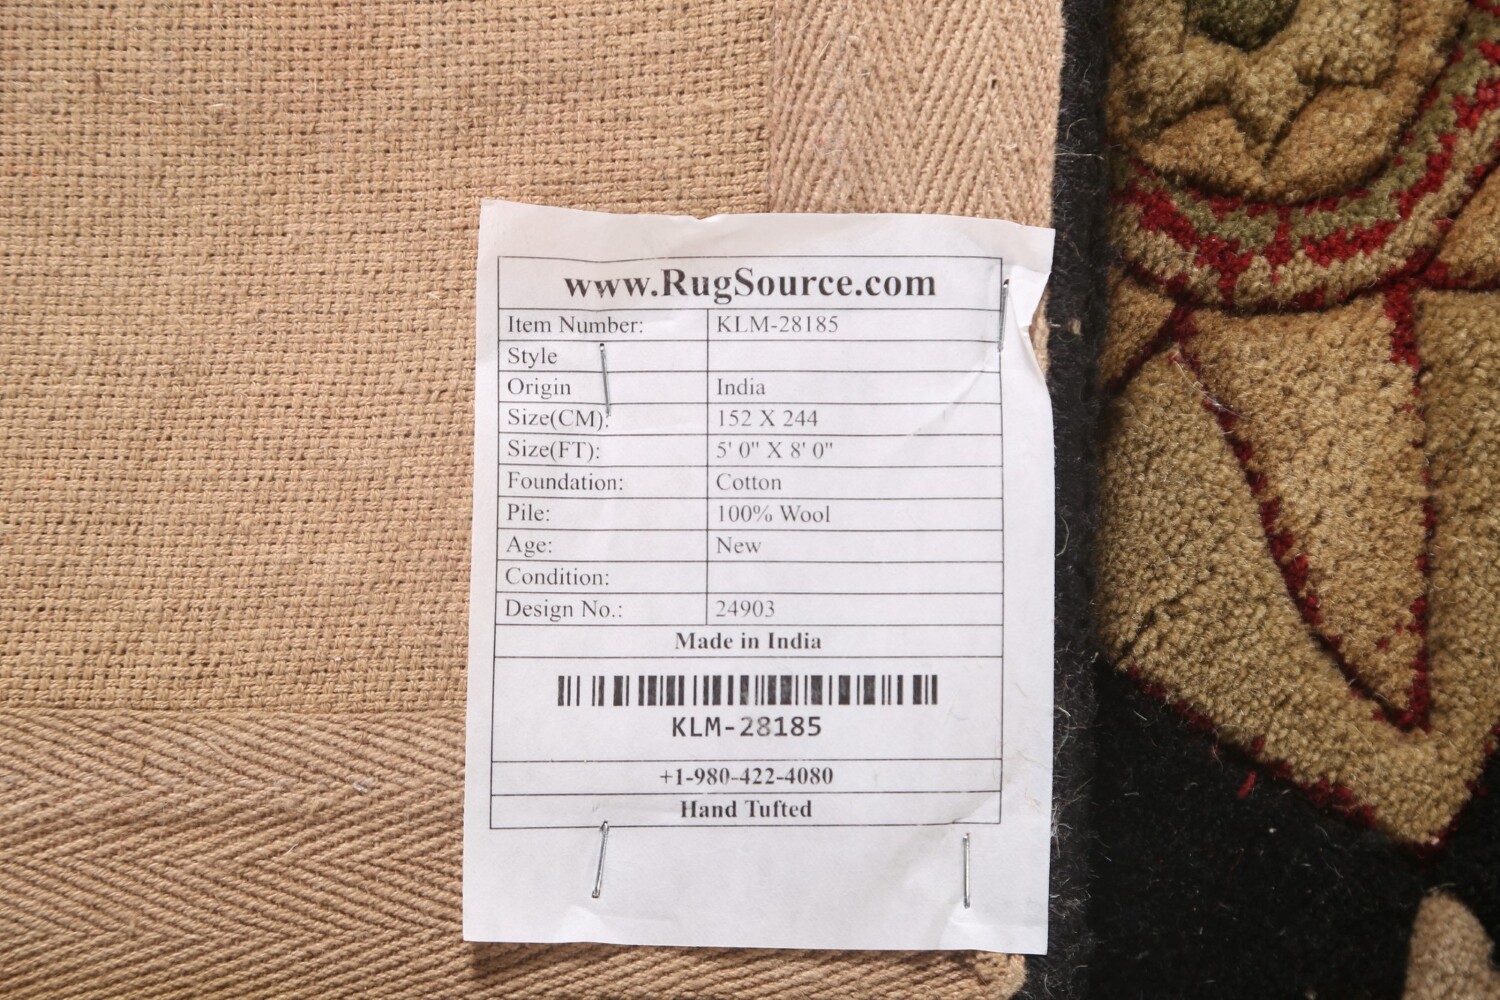 www.RugSource.com
Item Number: KLM-28185
Style
Origin India
Size(CM): 152 X 244
Size(FT): 5' 0" X 8' 0"
Foundation: Cotton
Pile: 100% Wool
Age: New
Condition:
Design No.: 24903
Made in India
KLM-28185
+1-980-422-4080
Hand Tufted